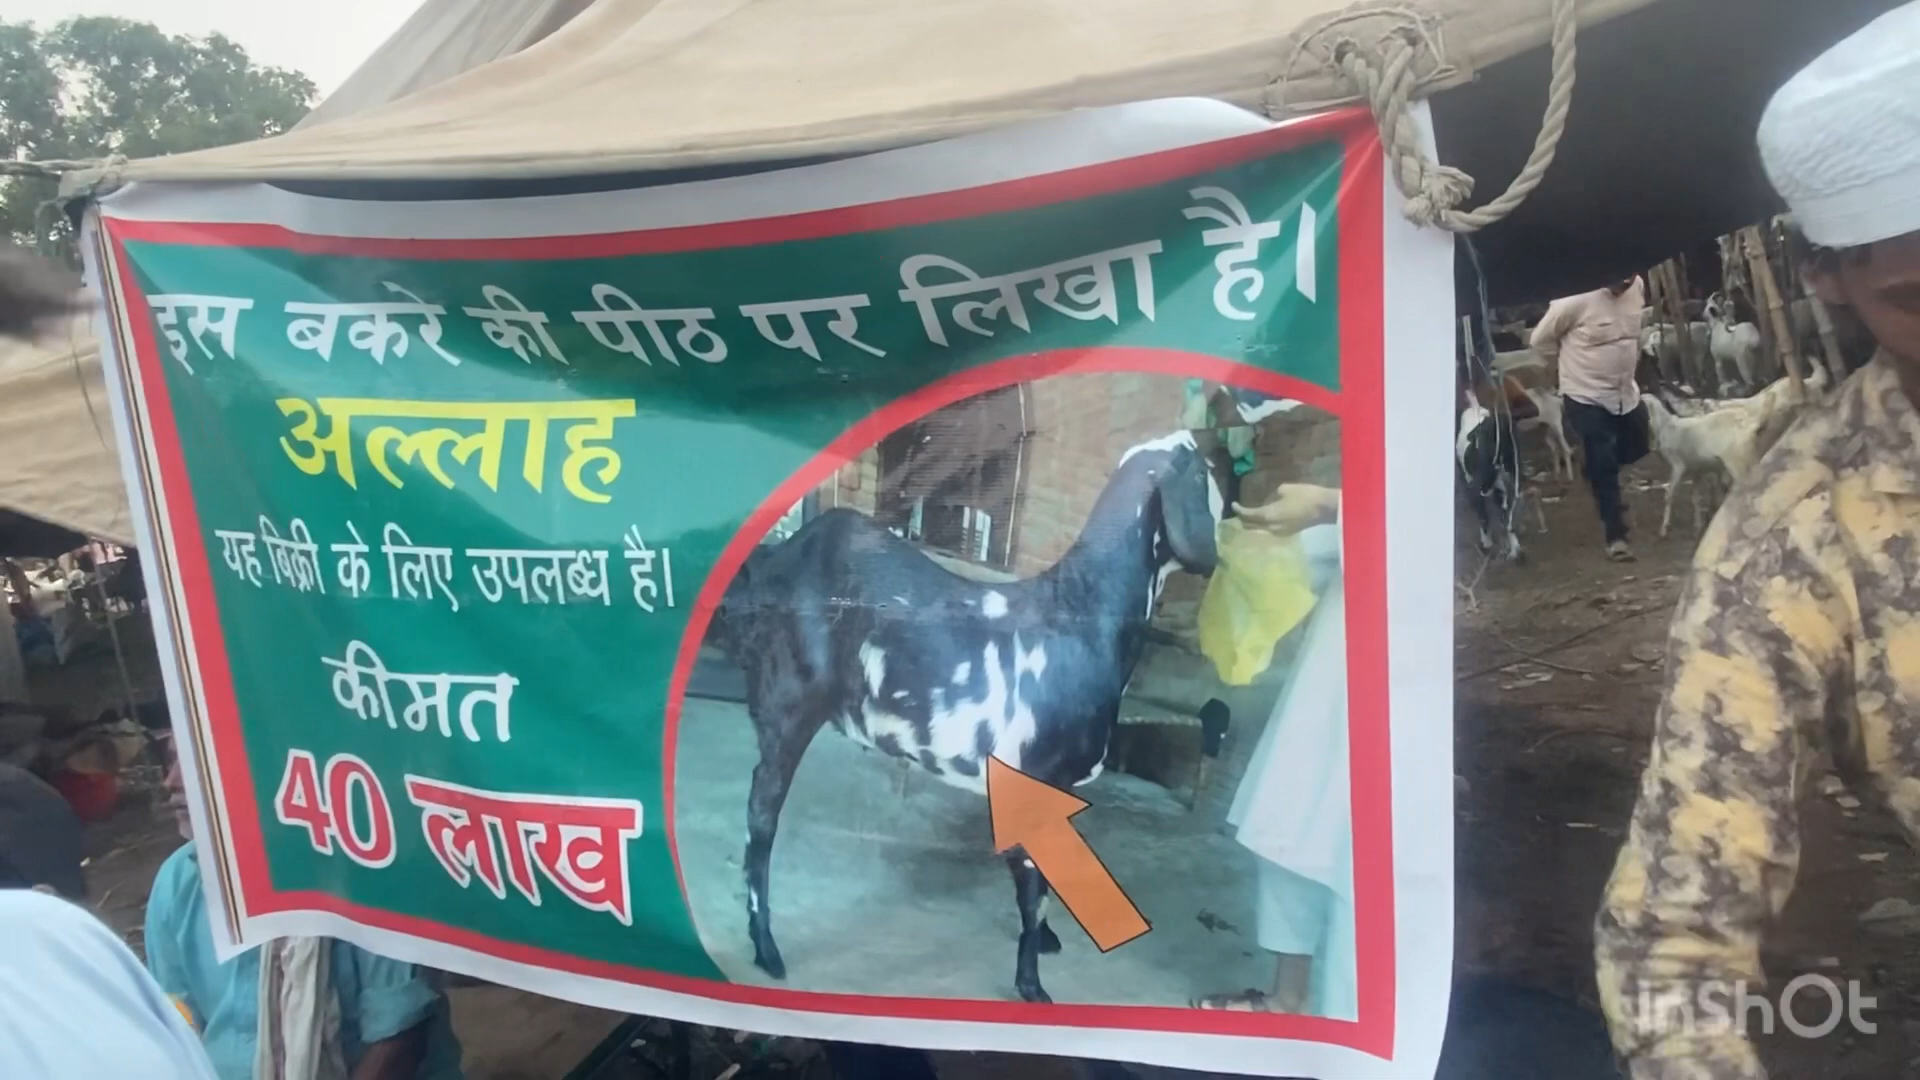 इस बकरे की पीठ पर लिखा है।
अल्लाह
यह बिक्री के लिए उपलब्ध है।
कीमत
40 लाख
inShOt